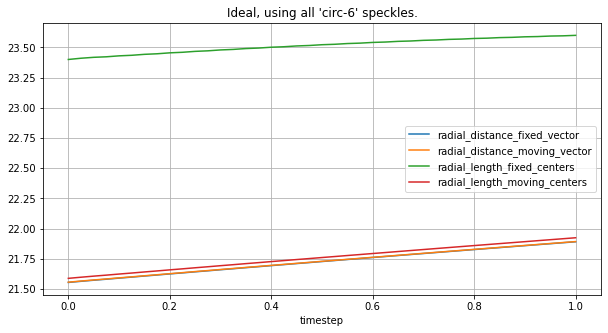 Ideal, using all 'circ-6' speckles.
23.50
23.25
23.00
22.75
22.50
22.25
22.00
21.75
21.50
radial_distance_fixed_vector
radial_distance_moving_vector
radial_length_fixed_centers
radial_length_moving_centers
0.0 0.2 0.4 0.6 0.8 1.0
timestep